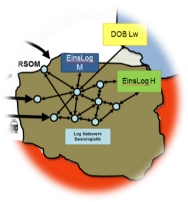 DOB Lw
EinsLog
M
RSOM
EinsLog H
Log Netzwerk
Basislogistik